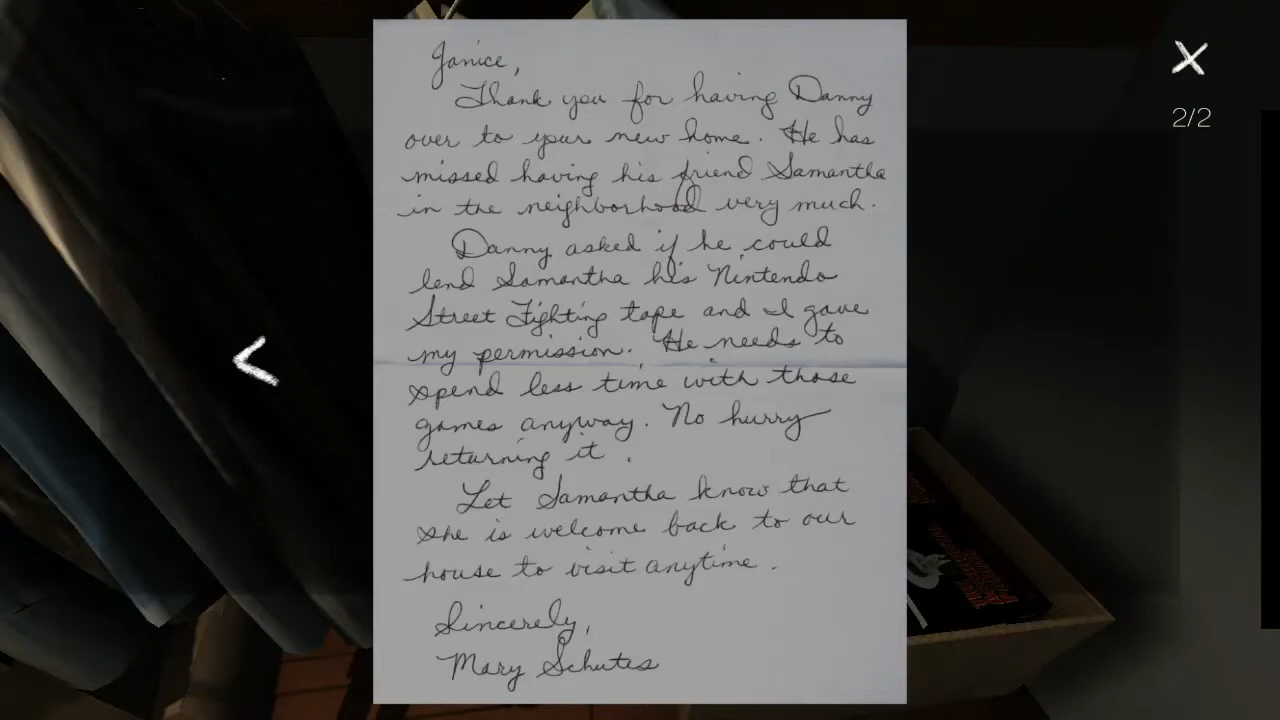 2/2
Janice,
Thank you for having Danny
over to your new home. He has
missed having his friend Samantha
in the neighborhood very much.
Danny asked if he could
lend Samantha his Nintendo
Street Fighting tape and I gave
my permission. He needs to
spend less time with those
games anyway. No hurry
returning it.
Let Samantha know that
she is welcome back to our
house to visit anytime.
Sincerely,
Mary Schutes